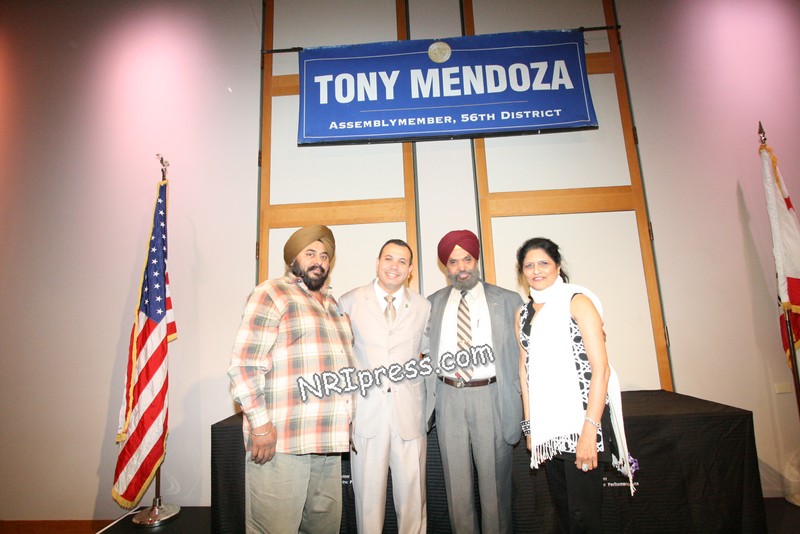 TONY MENDOZA
ASSEMBLYMEMBER, 56TH DISTRICT
NRIpress.com